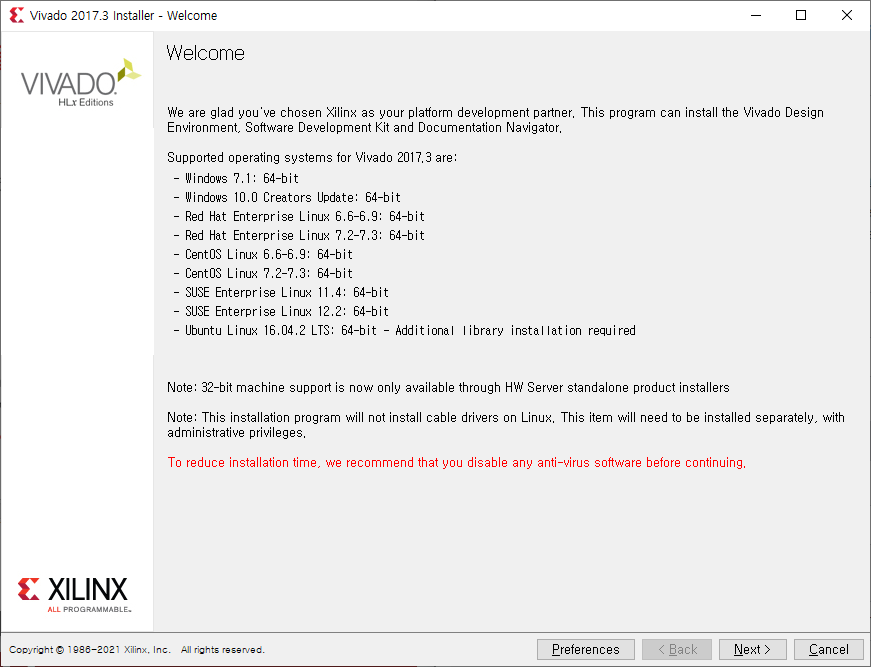 Vivado 2017.3 Installer - Welcome
VIVADO.
HLx Editions
Welcome
We are glad you've chosen Xilinx as your platform development partner. This program can install the Vivado Design
Environment, Software Development Kit and Documentation Navigator.
Supported operating systems for Vivado 2017.3 are:
- Windows 7.1: 64-bit
- Windows 10.0 Creators Update: 64-bit
- Red Hat Enterprise Linux 6.6-6.9: 64-bit
- Red Hat Enterprise Linux 7.2-7.3: 64-bit
- CentOS Linux 6.6-6.9: 64-bit
- CentOS Linux 7.2-7.3: 64-bit
- SUSE Enterprise Linux 11.4: 64-bit
- SUSE Enterprise Linux 12.2: 64-bit
- Ubuntu Linux 16.04.2 LTS: 64-bit - Additional library installation required
Note: 32-bit machine support is now only available through HW Server standalone product installers
Note: This installation program will not install cable drivers on Linux. This item will need to be installed separately, with
administrative privileges.
To reduce installation time, we recommend that you disable any anti-virus software before continuing.
XILINX
ALL PROGRAMMABLE™
Copyright © 1986-2021 Xilinx, Inc. All rights reserved.
Preferences
< Back
Next >
Cancel